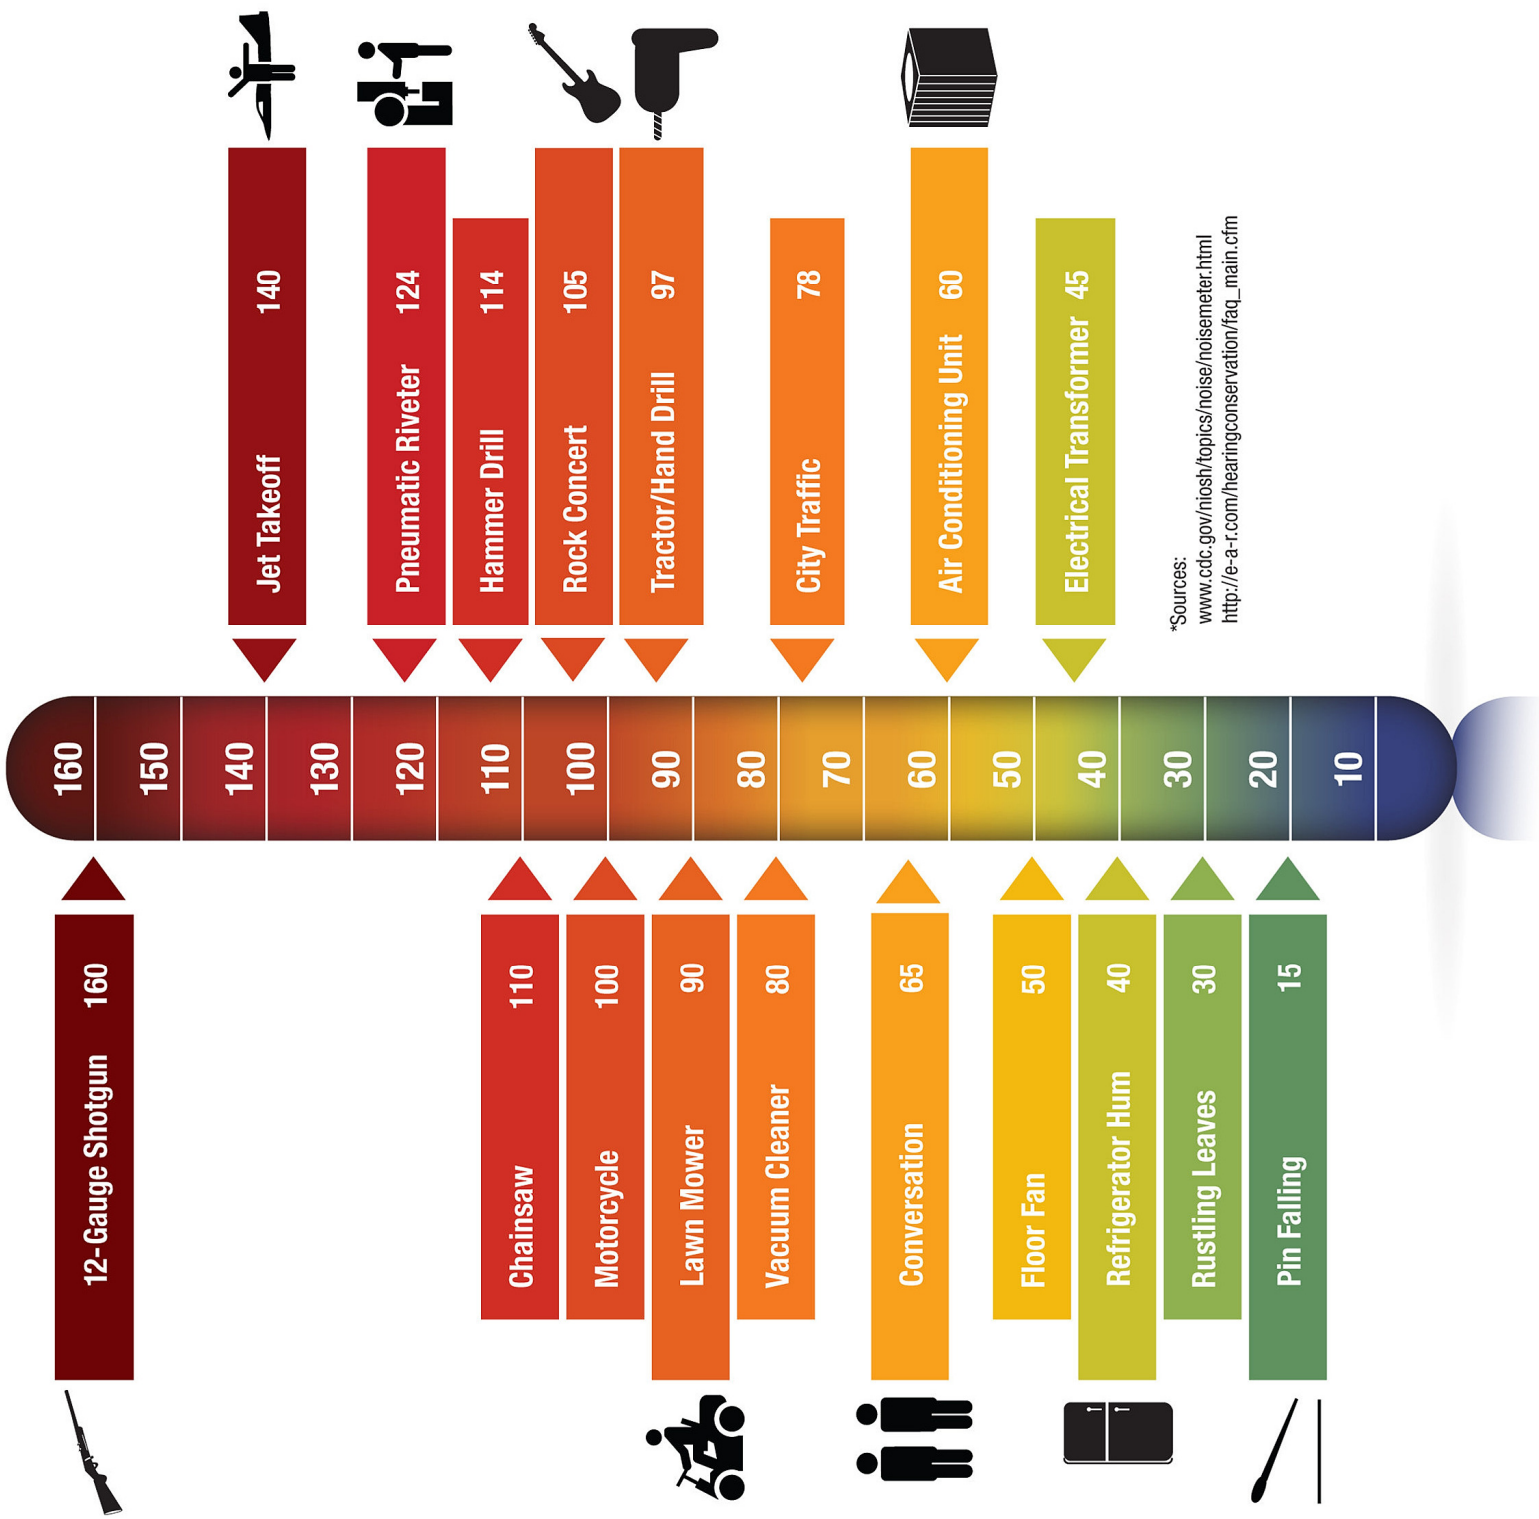 Jet Takeoff 140
Pneumatic Riveter 124
Hammer Drill 114
Rock Concert 105
Tractor/Hand Drill 97
City Traffic 78
Air Conditioning Unit 60
Electrical Transformer 45
*Sources:
www.cdc.gov/niosh/topics/noise/noisemeter.html
http://e-a-r.com/hearingconservation/faq_main.cfm
160
150
140
130
120
110
100
90
80
70
60
50
40
30
20
10
12-Gauge Shotgun 160
Chainsaw 110
Motorcycle 100
Lawn Mower 90
Vacuum Cleaner 80
Conversation 65
Floor Fan 50
Refrigerator Hum 40
Rustling Leaves 30
Pin Falling 15